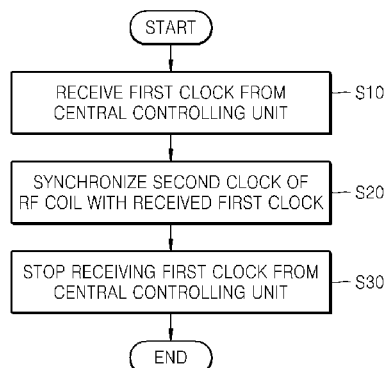 START
RECEIVE FIRST CLOCK FROM
CENTRAL CONTROLLING UNIT
S10
SYNCHRONIZE SECOND CLOCK OF
RF COIL WITH RECEIVED FIRST CLOCK
S20
STOP RECEIVING FIRST CLOCK FROM
CENTRAL CONTROLLING UNIT
S30
END